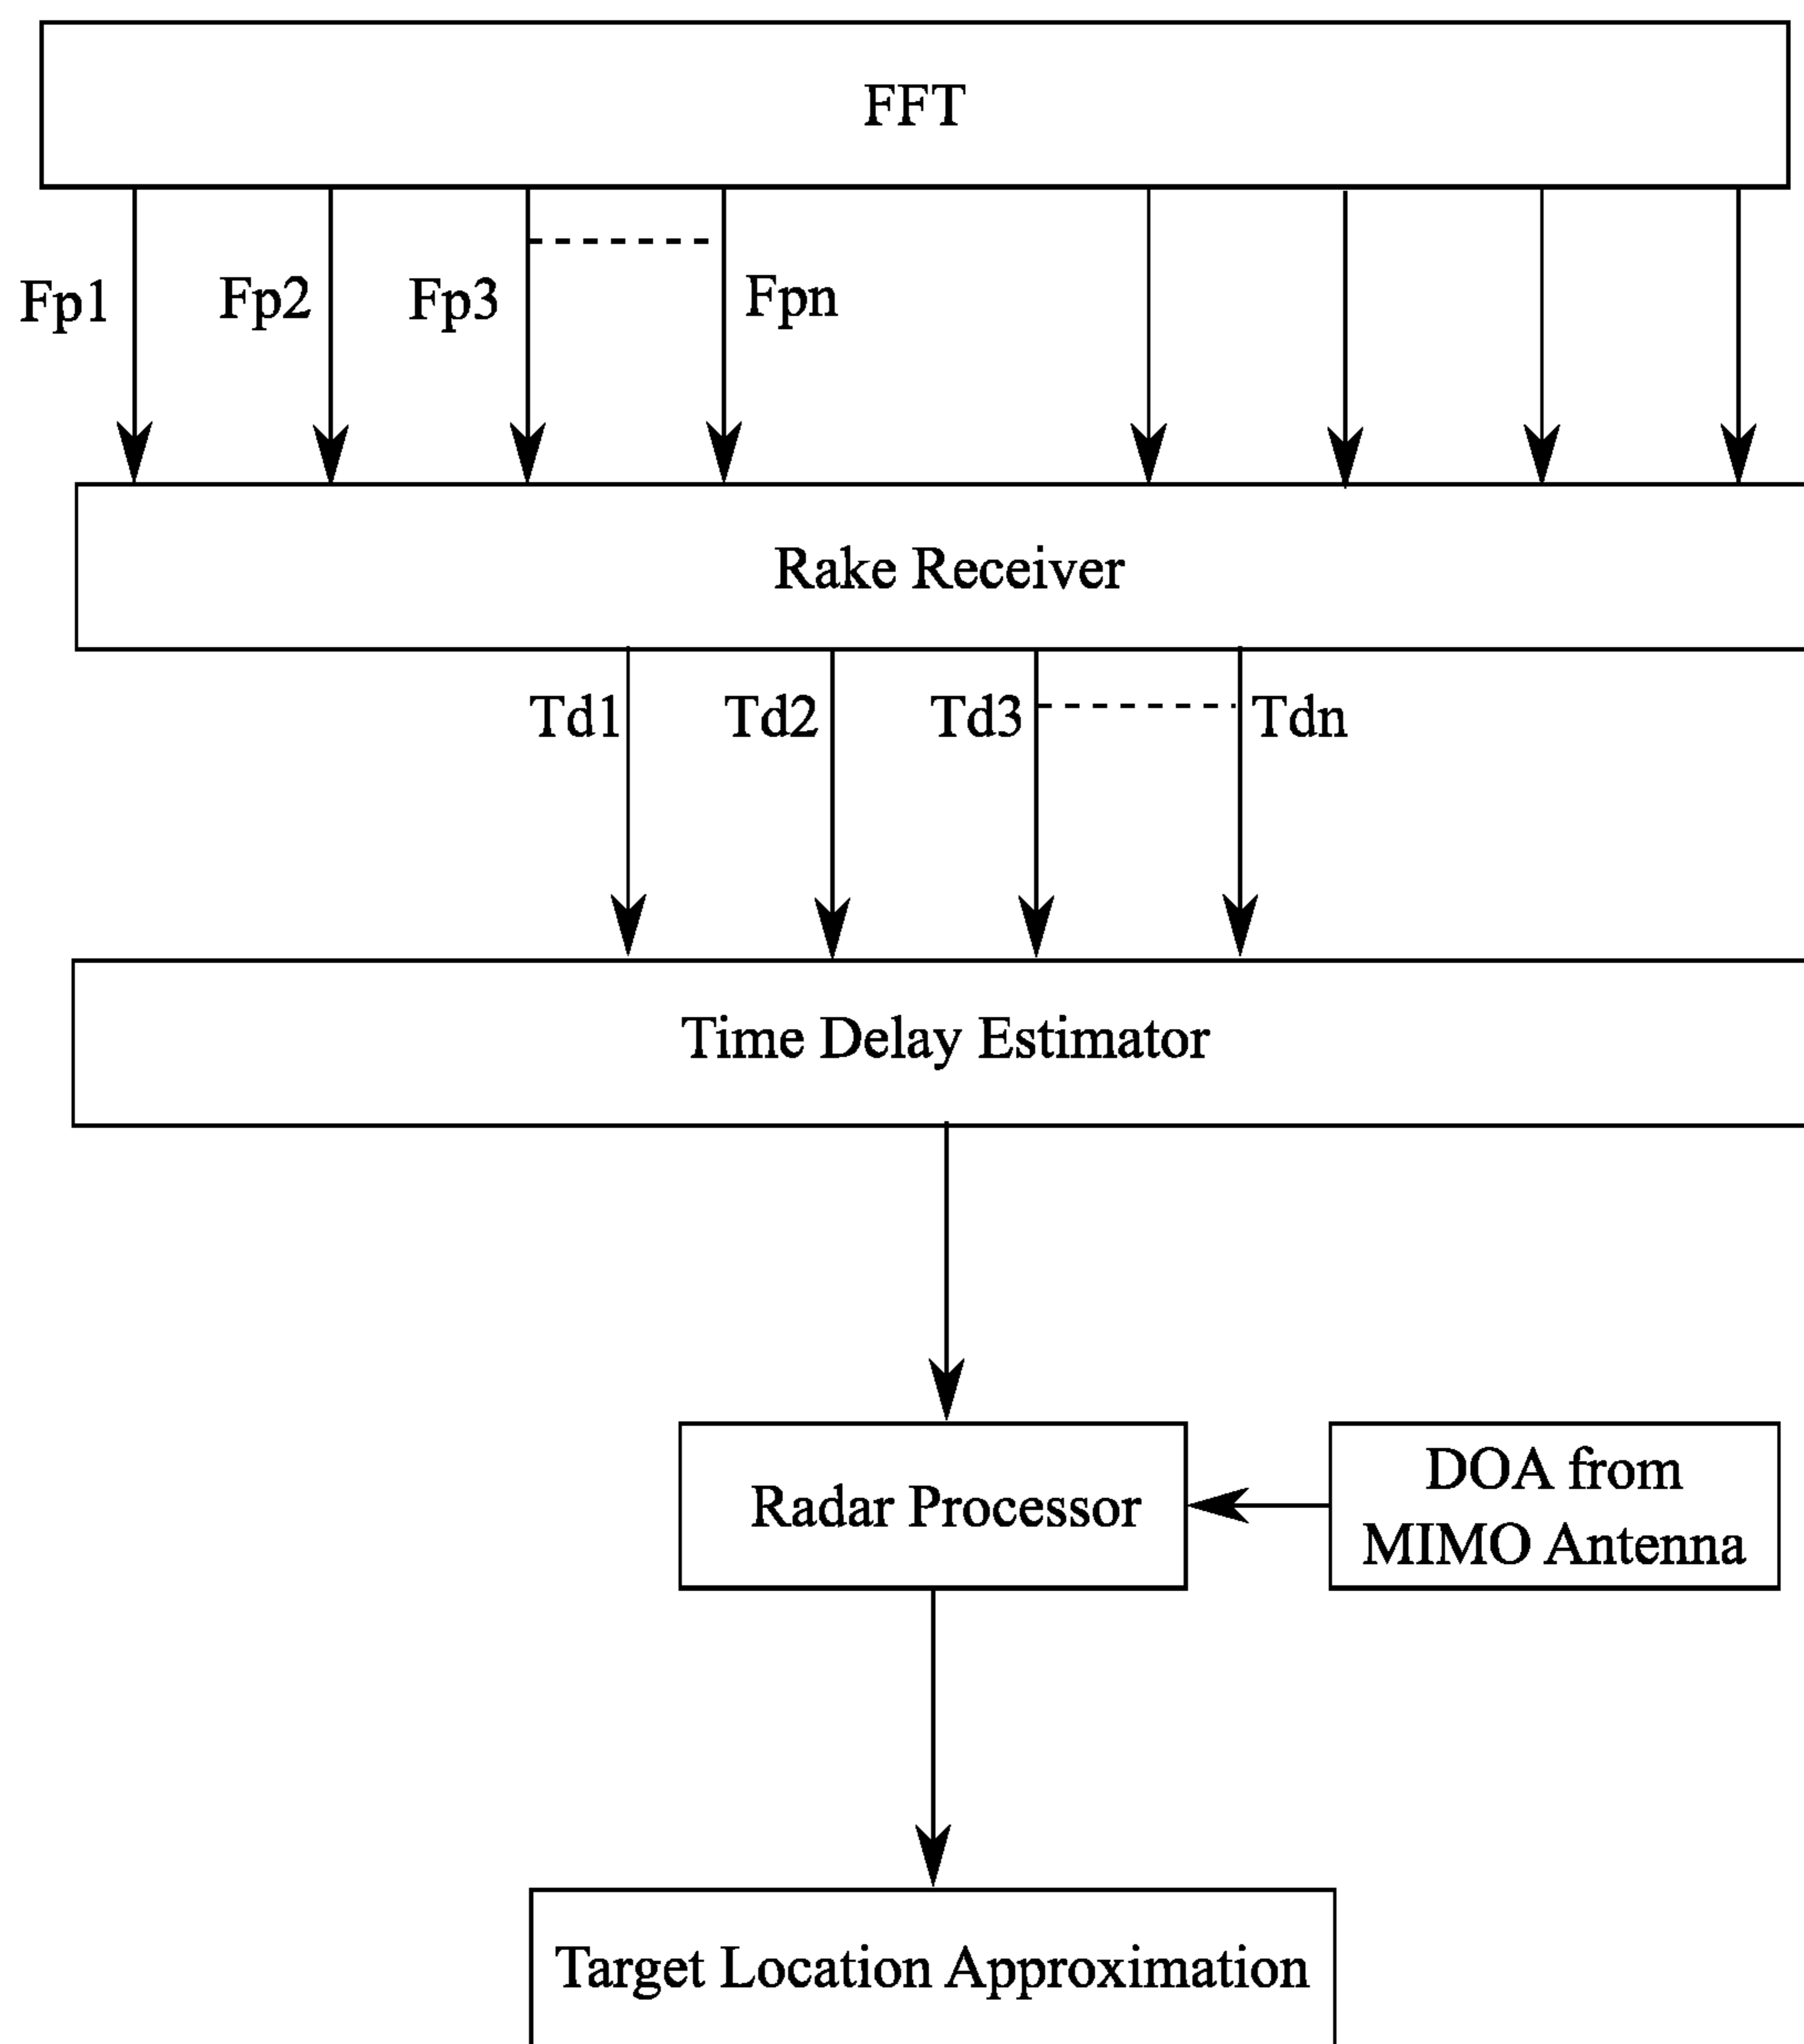 FFT
Fp1
Fp2
Fp3
Fpn
Rake Receiver
Td1
Td2
Td3
Tdn
Time Delay Estimator
Radar Processor
DOA from
MIMO Antenna
Target Location Approximation